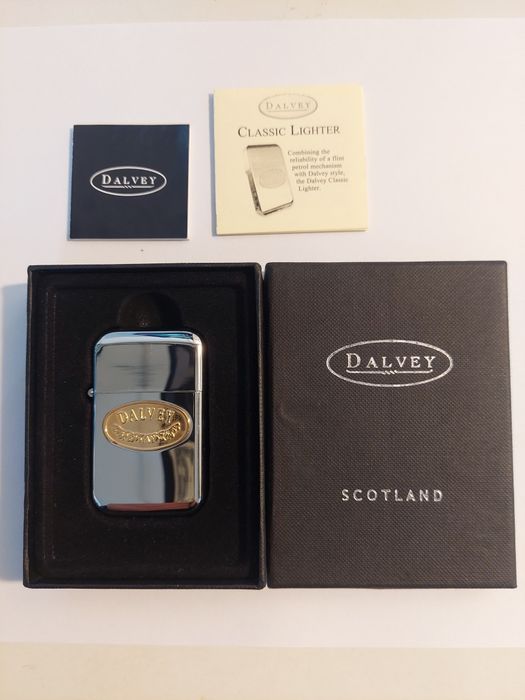 DALVEY
DALVEY
CLASSIC LIGHTER
Combining the
reliability of a flint
petrol mechanism
with Dalvey style,
the Dalvey Classic
Lighter.
DALVEY
DALVEY
SCOTLAND